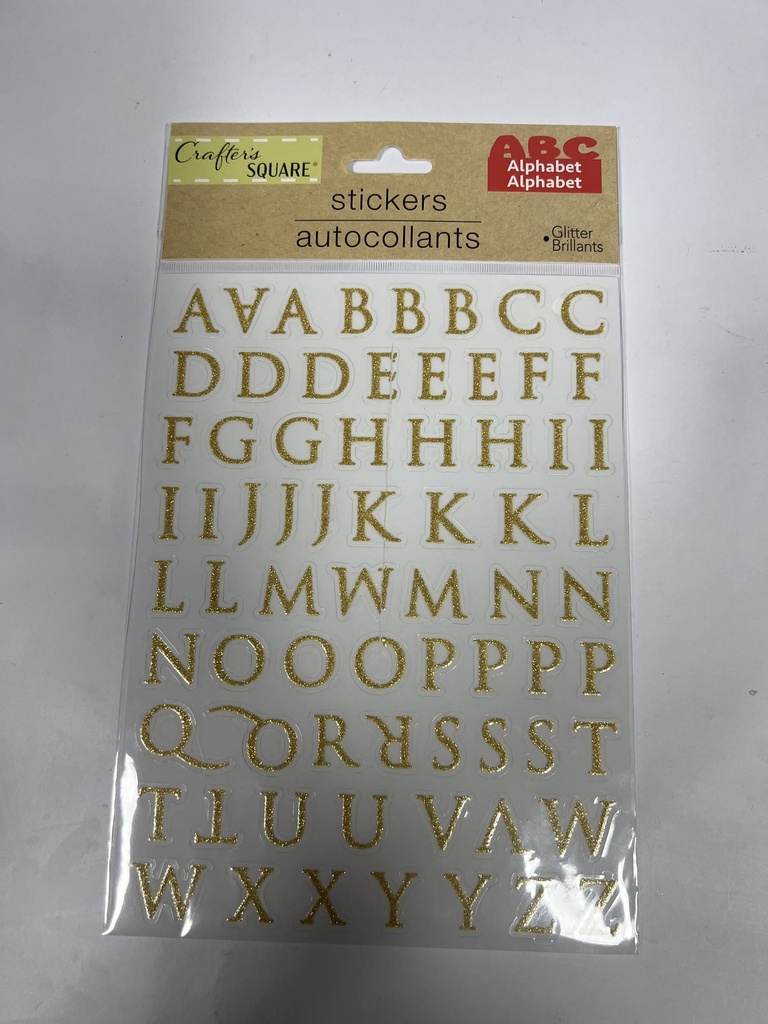 Crafter's
SQUARE®
ABC
Alphabet
Alphabet
stickers
autocollants
•Glitter
Brillants
A A A B B B C C
D D D E E E F F
F G G H H H I I
I I J J J K K K L
L L M M M N N
N O O O P P P P
Q Q R R S S S T
T T U U V V W
W X X Y Y Z Z